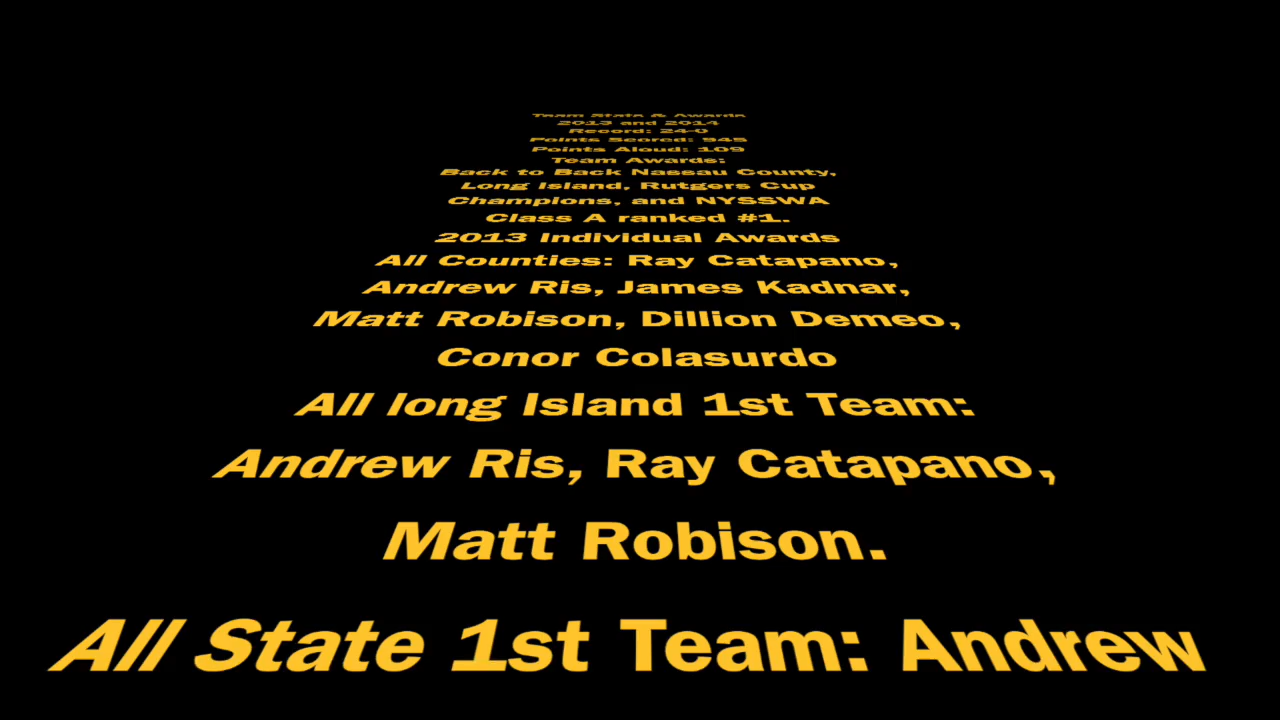 Team Stats & Awards
2013 and 2014
Record: 24-0
Points Scored: 945
Points Aloud: 109
Team Awards:
Back to Back Nassau County,
Long Island, Rutgers Cup
Champions, and NYSSWA
Class A ranked #1.
2013 Individual Awards
All Counties: Ray Catapano,
Andrew Ris, James Kadnar,
Matt Robison, Dillion Demeo,
Conor Colasurdo
All long Island 1st Team:
Andrew Ris, Ray Catapano,
Matt Robison.
All State 1st Team: Andrew